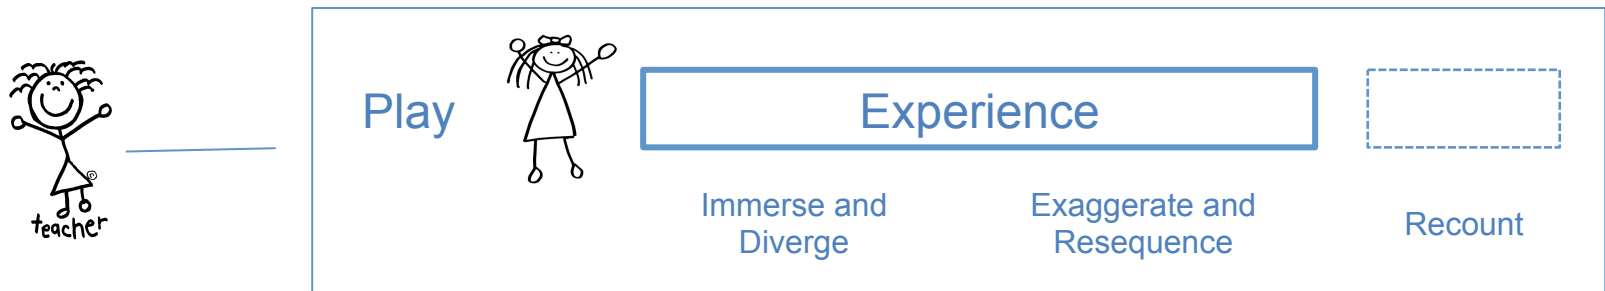 teacher
Play
Experience
Immerse and
Diverge
Exaggerate and
Resequence
Recount